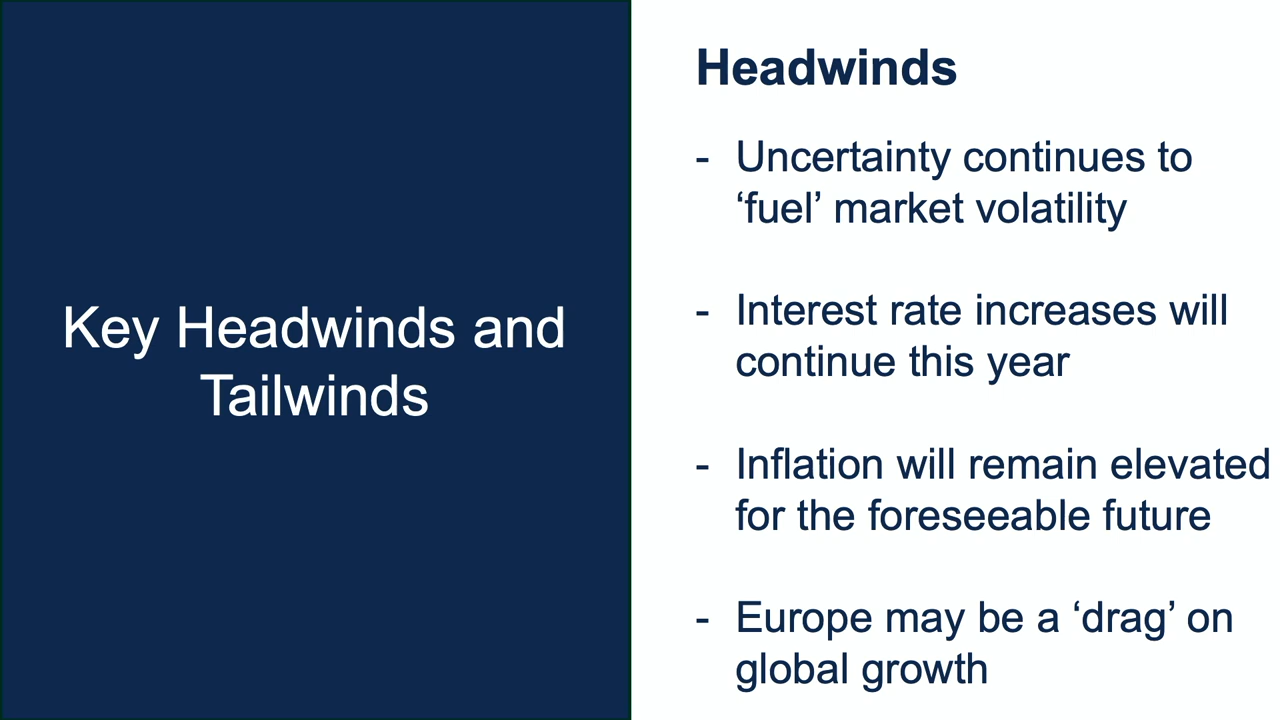 Key Headwinds and
Tailwinds
Headwinds
- Uncertainty continues to
‘fuel’ market volatility
- Interest rate increases will
continue this year
- Inflation will remain elevated
for the foreseeable future
- Europe may be a ‘drag’ on
global growth